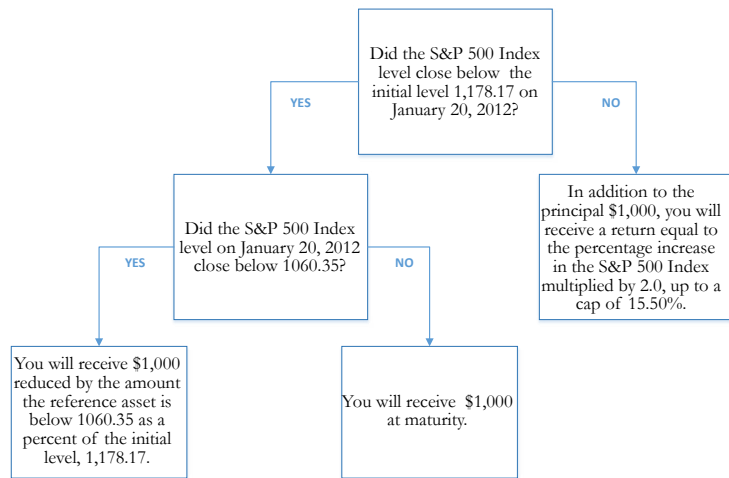 Did the S&P 500 Index
level close below the
initial level 1,178.17 on
January 20, 2012?
YES
NO
Did the S&P 500 Index
level on January 20, 2012
close below 1060.35?
In addition to the
principal $1,000, you will
receive a return equal to
the percentage increase
in the S&P 500 Index
multiplied by 2.0, up to a
cap of 15.50%.
YES
NO
You will receive $1,000
reduced by the amount
the reference asset is
below 1060.35 as a
percent of the initial
level, 1,178.17.
You will receive $1,000
at maturity.